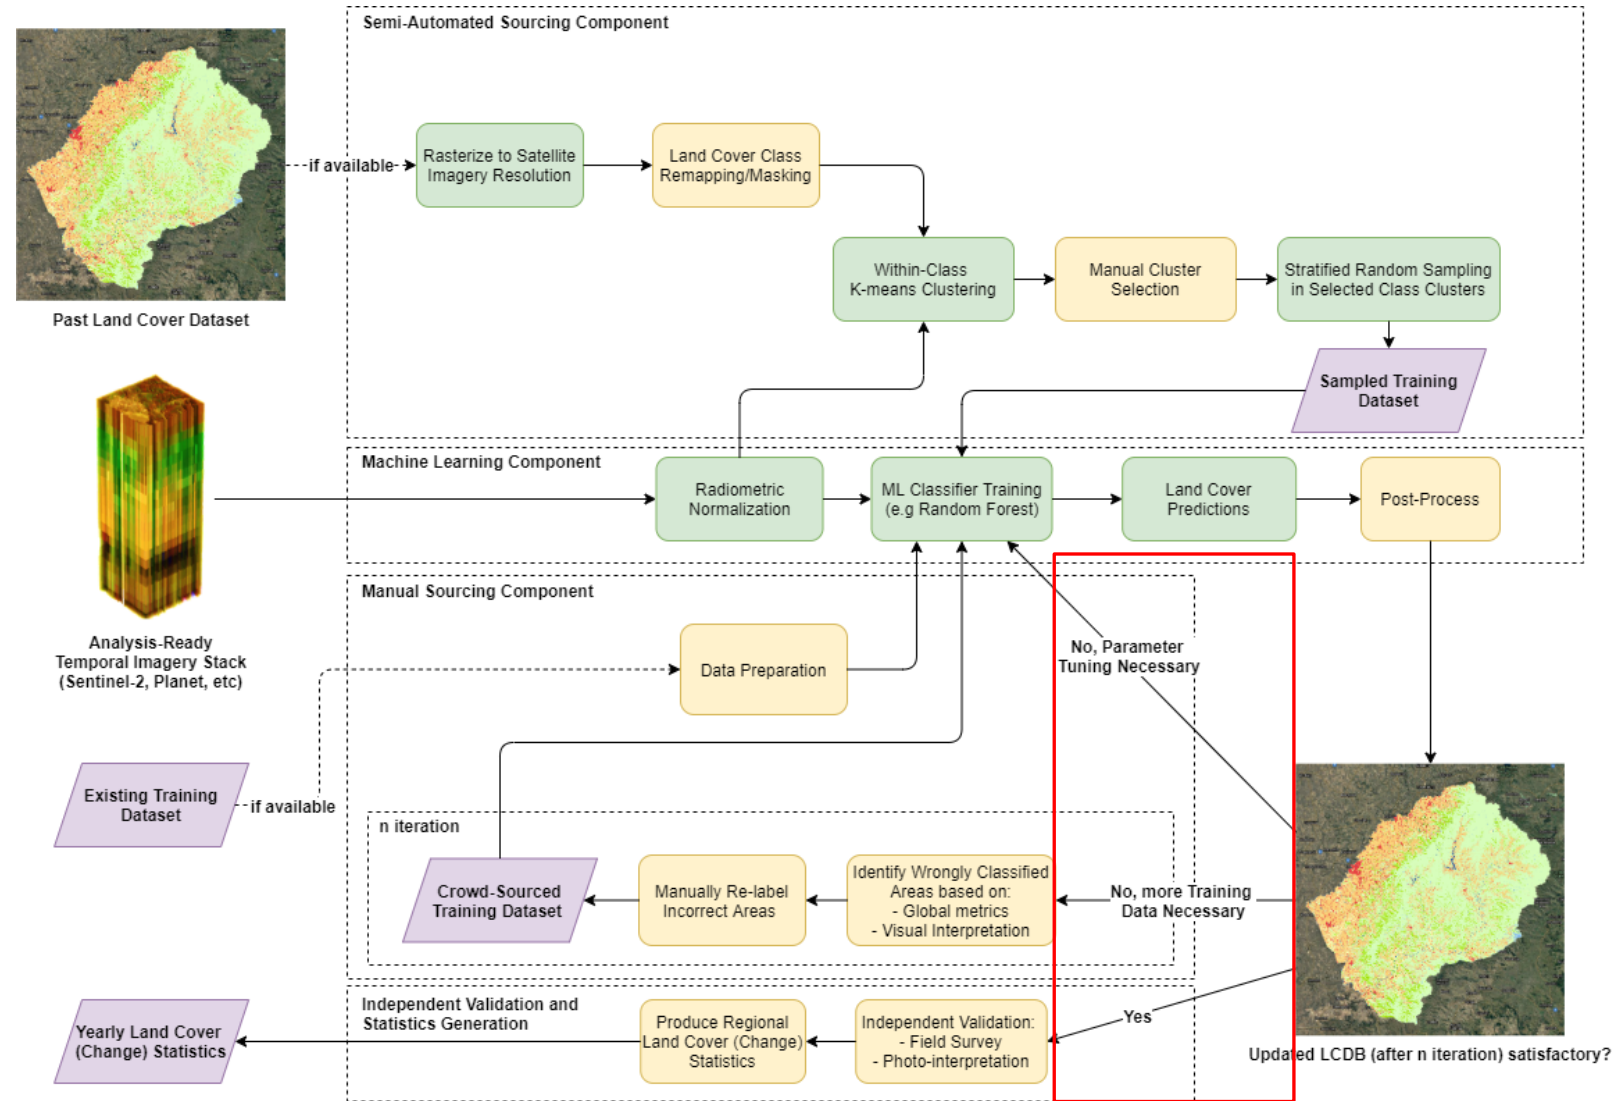 Semi-Automated Sourcing Component
if available
Rasterize to Satellite
Imagery Resolution
Land Cover Class
Remapping/Masking
Within-Class
K-means Clustering
Manual Cluster
Selection
Stratified Random Sampling
in Selected Class Clusters
Past Land Cover Dataset
Sampled Training
Dataset
Machine Learning Component
Radiometric
Normalization
ML Classifier Training
(e.g Random Forest)
Land Cover
Predictions
Post-Process
Analysis-Ready
Temporal Imagery Stack
(Sentinel-2, Planet, etc)
Manual Sourcing Component
Data Preparation
No, Parameter
Tuning Necessary
Existing Training
Dataset
if available
n iteration
Crowd-Sourced
Training Dataset
Manually Re-label
Incorrect Areas
Identify Wrongly Classified
Areas based on:
- Global metrics
- Visual Interpretation
No, more Training
Data Necessary
Independent Validation and
Statistics Generation
Yearly Land Cover
(Change) Statistics
Produce Regional
Land Cover (Change)
Statistics
Independent Validation:
- Field Survey
- Photo-interpretation
Yes
Updated LCDB (after n iteration) satisfactory?